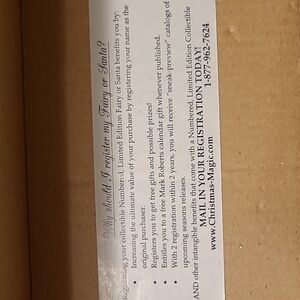 Why should I register my Fairy or Santa?
Registering your collectible Numbered, Limited Edition Fairy or Santa benefits you by:
• Increasing the ultimate value of your purchase by registering your name as the
original purchaser.
• Registers you to get free gifts and possible prizes!
• Entitles you to a free Mark Roberts calendar gift whenever published.
• With 2 registration within 2 years, you will receive "sneak preview" catalogs of
upcoming seasons releases.
AND other intangible benefits that come with a Numbered, Limited Edition Collectible
MAIL IN YOUR REGISTRATION TODAY!
www.Christmas-Magic.com 1-877-962-7624